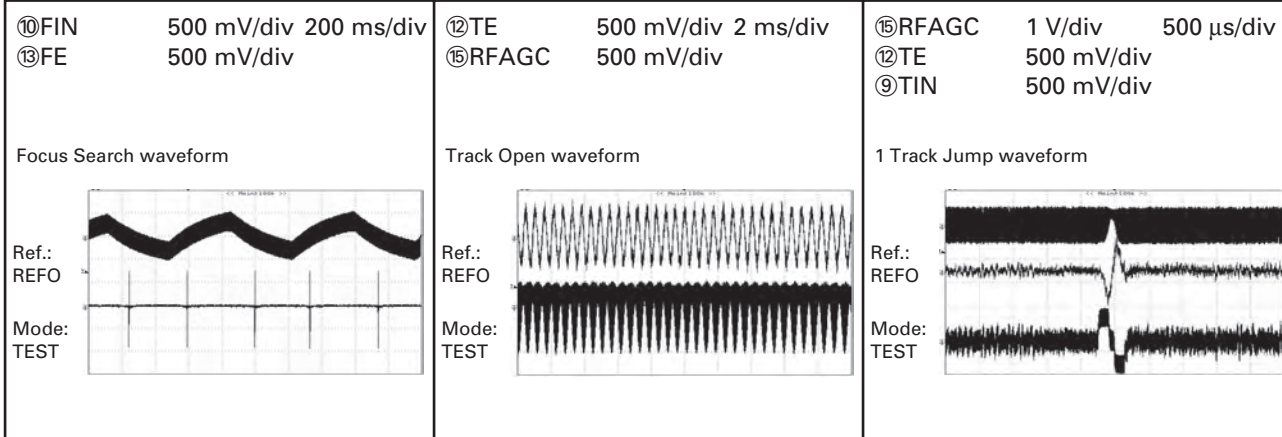 ⑩FIN 500 mV/div 200 ms/div
⑬FE 500 mV/div
Focus Search waveform
Ref.:
REFO
Mode:
TEST
⑫TE 500 mV/div 2 ms/div
⑮RFAGC 500 mV/div
Track Open waveform
Ref.:
REFO
Mode:
TEST
⑮RFAGC 1 V/div 500 µs/div
⑫TE 500 mV/div
⑨TIN 500 mV/div
1 Track Jump waveform
Ref.:
REFO
Mode:
TEST